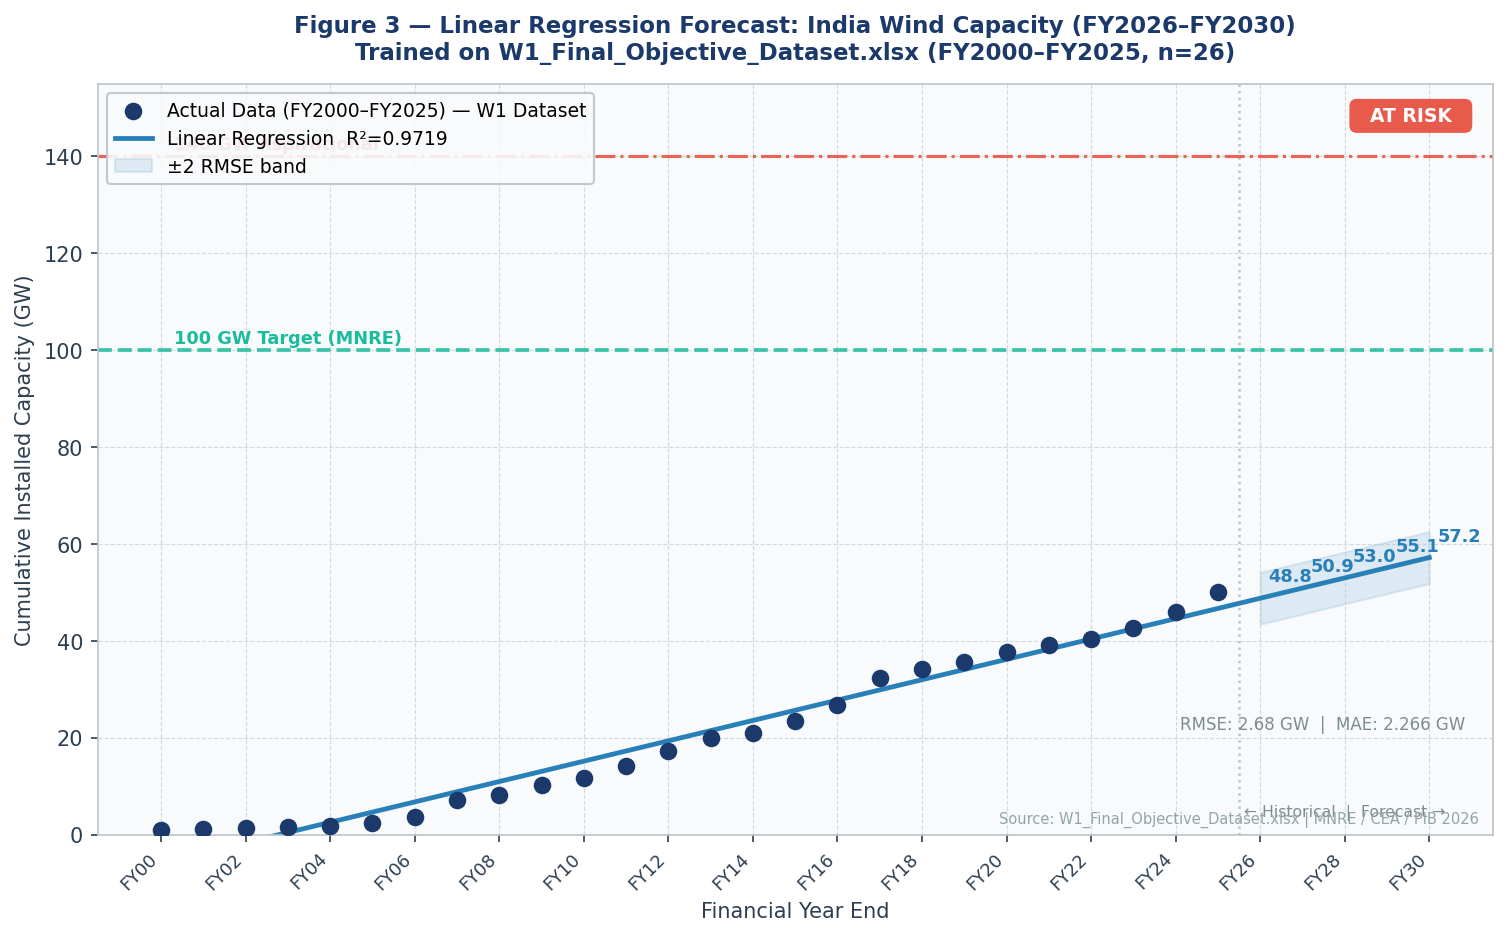 Figure 3 — Linear Regression Forecast: India Wind Capacity (FY2026–FY2030)
Trained on W1_Final_Objective_Dataset.xlsx (FY2000–FY2025, n=26)
Actual Data (FY2000–FY2025) — W1 Dataset
Linear Regression R²=0.9719
±2 RMSE band
AT RISK
140
120
100
80
60
40
20
0
Cumulative Installed Capacity (GW)
100 GW Target (MNRE)
48.8
50.9
53.0
55.1
57.2
RMSE: 2.68 GW | MAE: 2.266 GW
← Historical | Forecast →
Source: W1_Final_Objective_Dataset.xlsx | MNRE / CEA / PIB 2026
FY00
FY02
FY04
FY06
FY08
FY10
FY12
FY14
FY16
FY18
FY20
FY22
FY24
FY26
FY28
FY30
Financial Year End